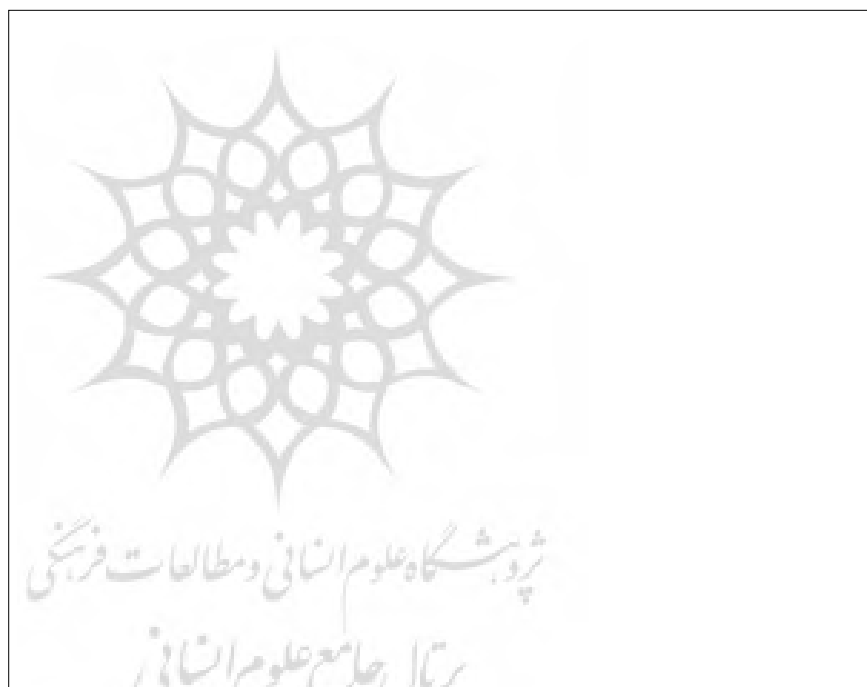 پژوهشگاه علوم انسانی و مطالعات فرهنگی
پرتال جامع علوم انسانی